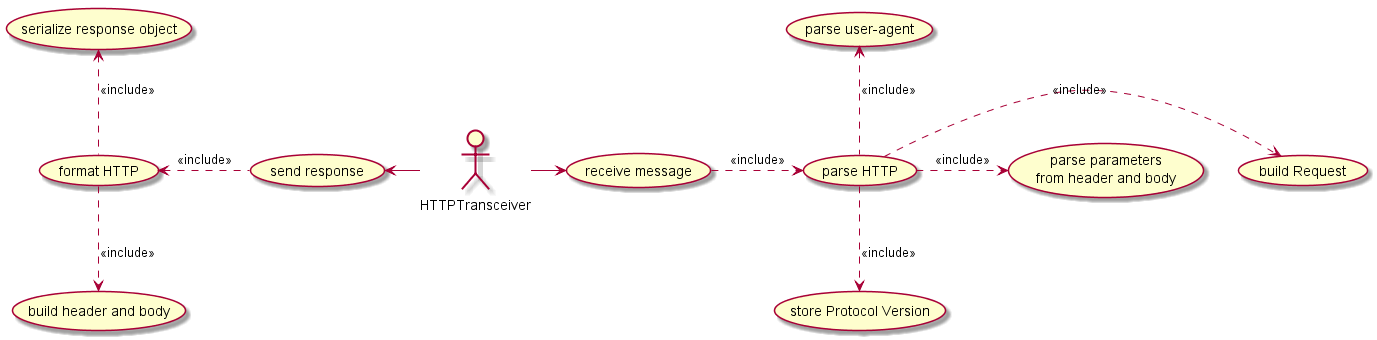 serialize response object
parse user-agent
«include»
«include»
«include»
format HTTP
«include»
send response
HTTPTransceiver
receive message
«include»
parse HTTP
«include»
parse parameters
from header and body
build Request
«include»
«include»
build header and body
store Protocol Version